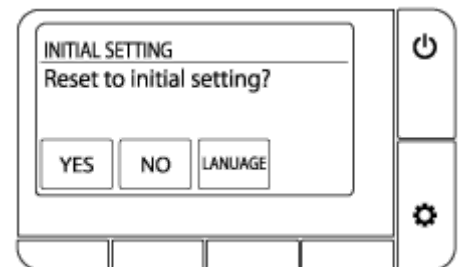 INITIAL SETTING
Reset to initial setting?
YES NO LANUAGE